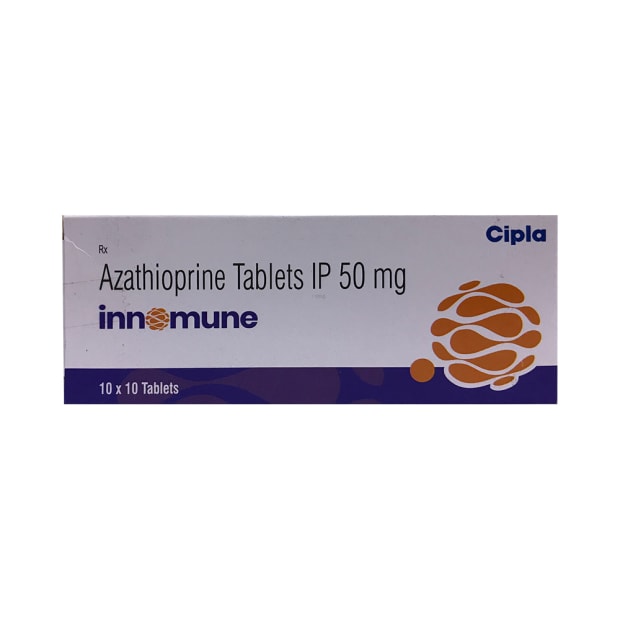 Cipla
Rx
Azathioprine Tablets IP 50 mg
innomune
10 x 10 Tablets